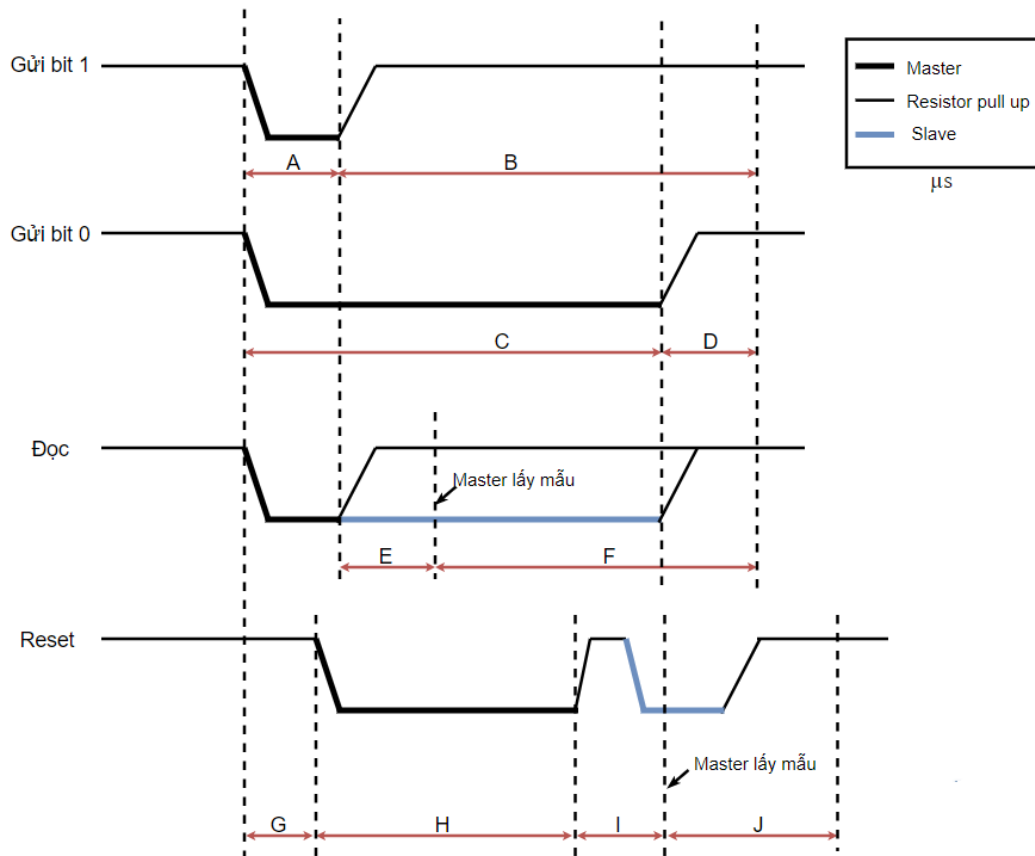 Gửi bit 1
Master
Resistor pull up
Slave
A
B
μs
Gửi bit 0
C
D
Đọc
Master lấy mẫu
E
F
Reset
Master lấy mẫu
G
H
I
J